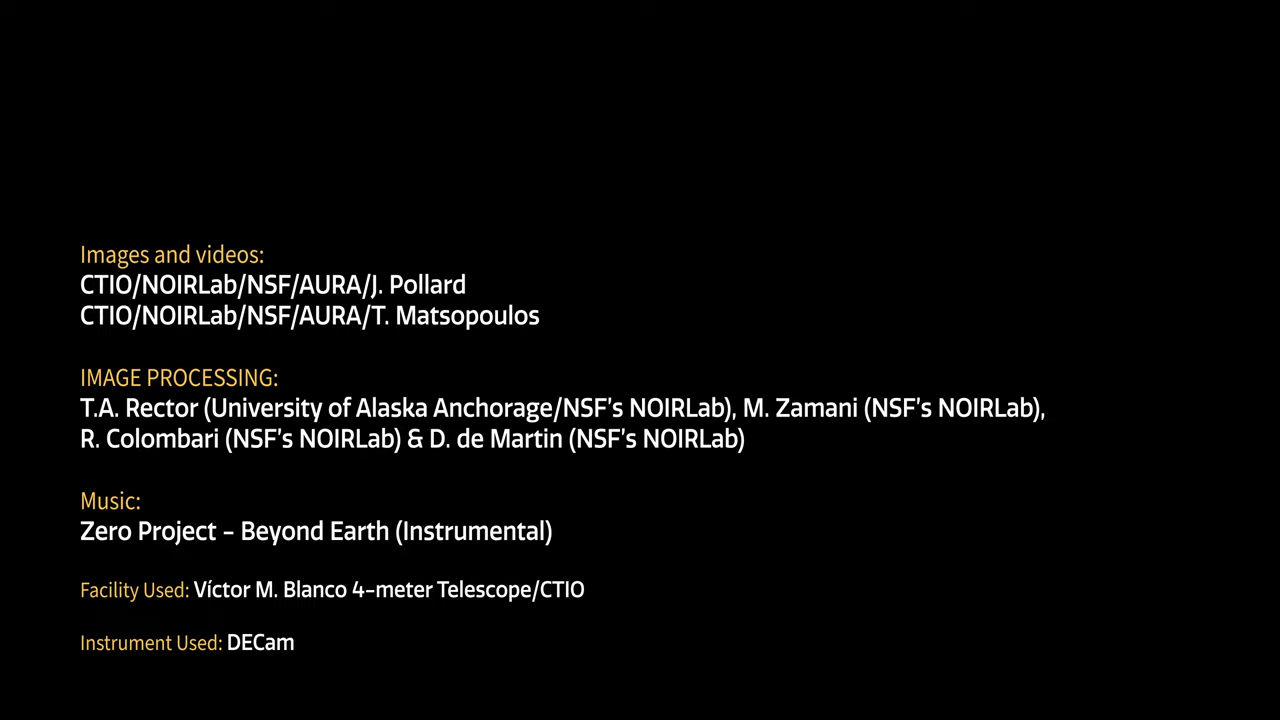 Images and videos:
CTIO/NOIRLab/NSF/AURA/J. Pollard
CTIO/NOIRLab/NSF/AURA/T. Matsopoulos
IMAGE PROCESSING:
T.A. Rector (University of Alaska Anchorage/NSF’s NOIRLab), M. Zamani (NSF’s NOIRLab),
R. Colombari (NSF’s NOIRLab) & D. de Martin (NSF’s NOIRLab)
Music:
Zero Project – Beyond Earth (Instrumental)
Facility Used: Víctor M. Blanco 4-meter Telescope/CTIO
Instrument Used: DECam